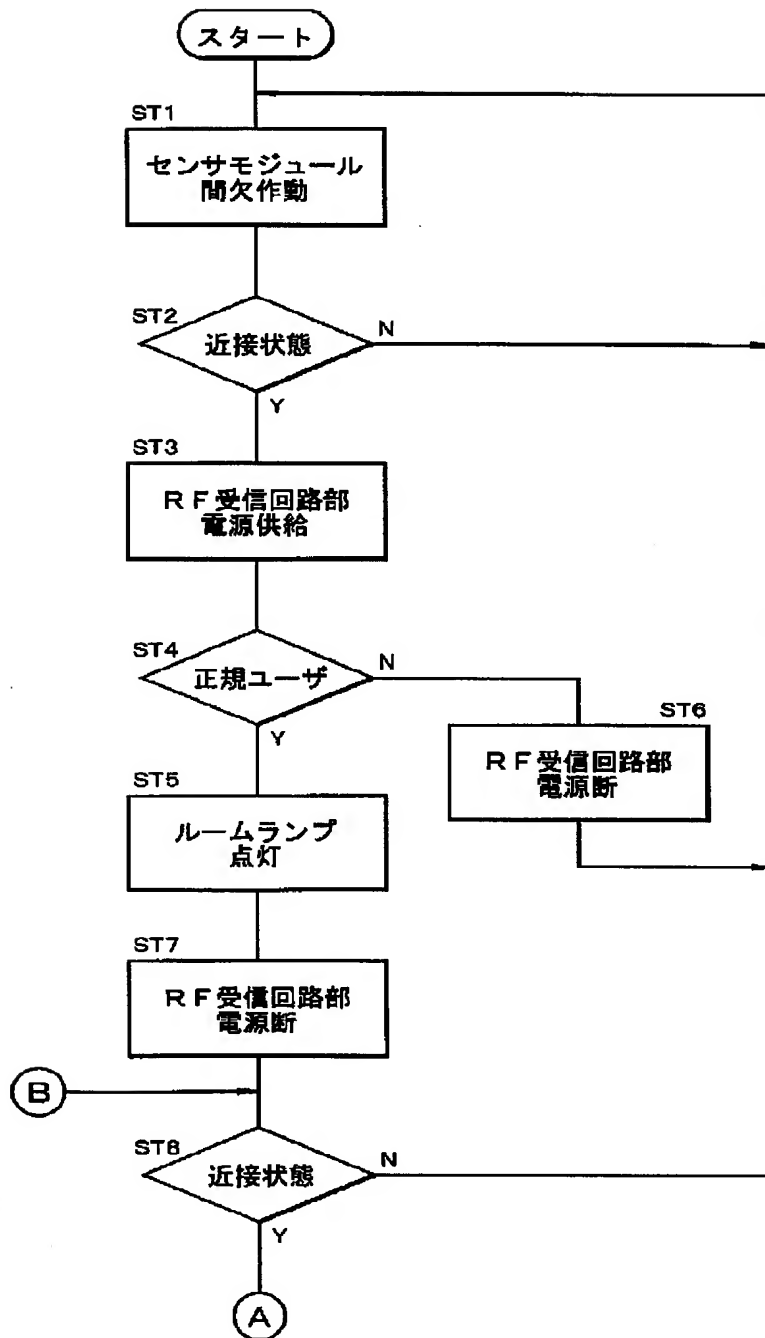 スタート
ST1
センサモジュール
間欠作動
ST2
近接状態
N
Y
ST3
RF受信回路部
電源供給
ST4
正規ユーザ
N
Y
ST6
RF受信回路部
電源断
ST5
ルームランプ
点灯
ST7
RF受信回路部
電源断
B
ST8
近接状態
N
Y
A